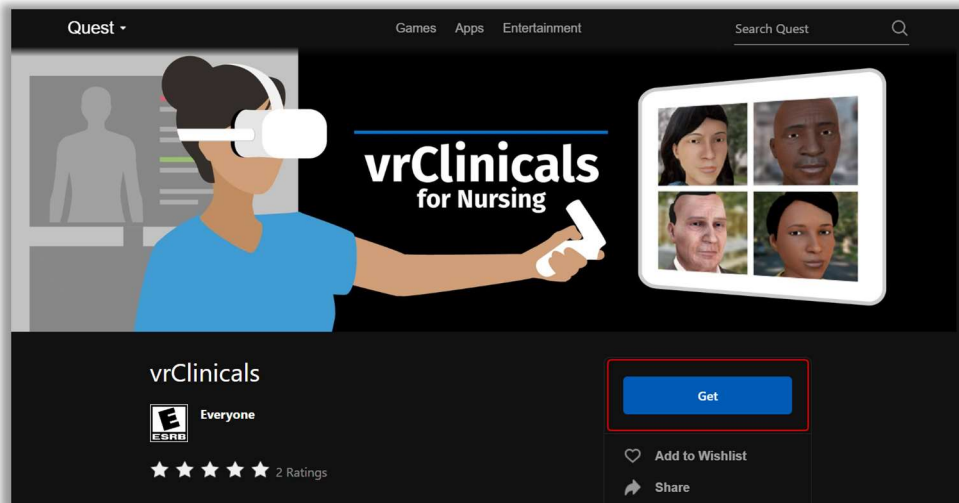 Quest
Games Apps Entertainment
Search Quest
vrClinicals
for Nursing
vrClinicals
E
ESRB
Everyone
2 Ratings
Get
Add to Wishlist
Share